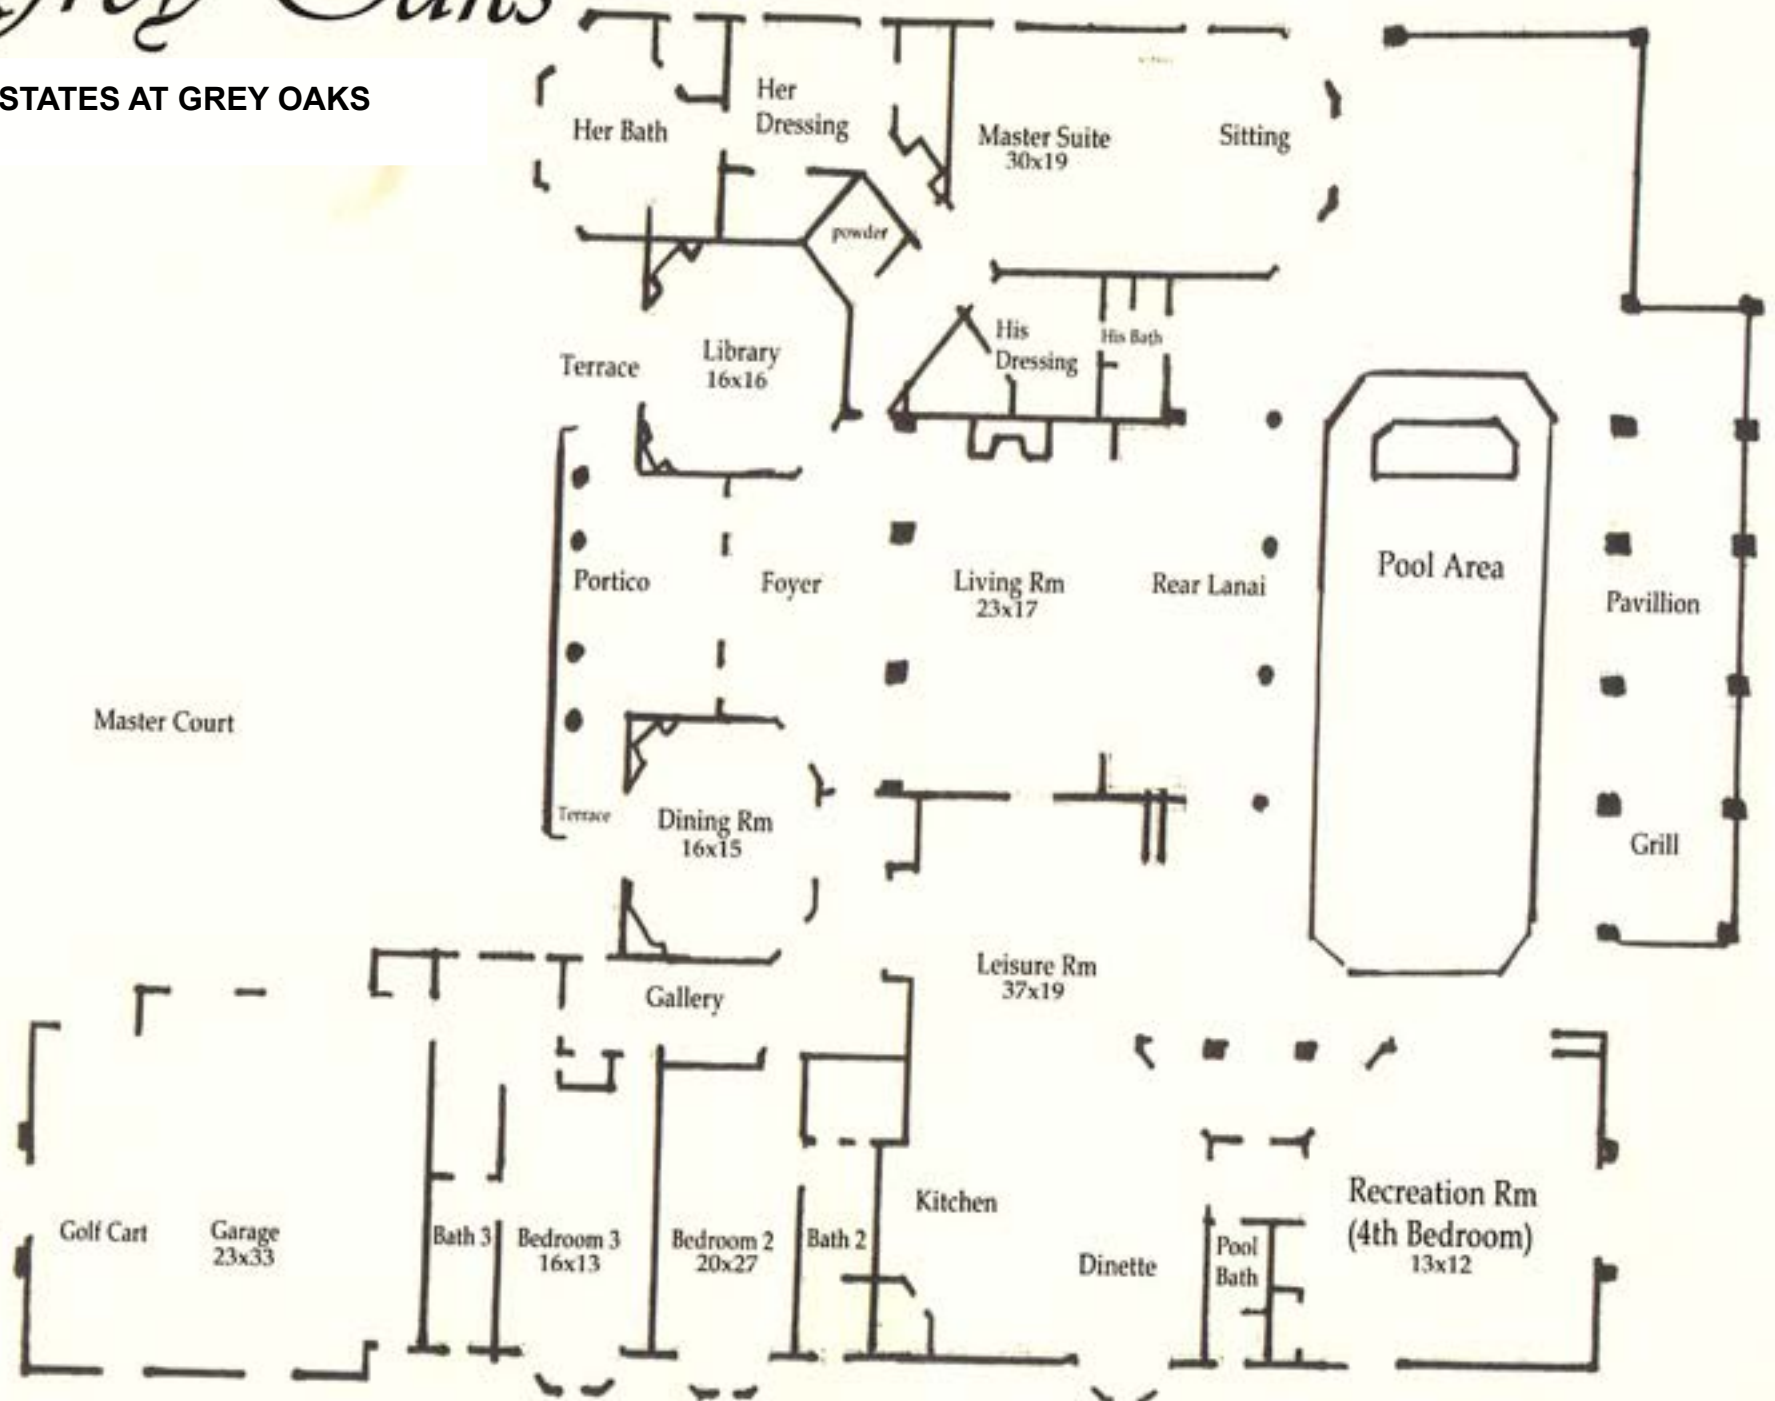 STATES AT GREY OAKS
Her Bath
Her
Dressing
Master Suite
30x19
Sitting
powder
Terrace
Library
16x16
His
Dressing
His Bath
Portico
Foyer
Living Rm
23x17
Rear Lanai
Pool Area
Pavillion
Master Court
Terrace
Dining Rm
16x15
Grill
Gallery
Leisure Rm
37x19
Golf Cart
Garage
23x33
Bath 3
Bedroom 3
16x13
Bedroom 2
20x27
Bath 2
Kitchen
Dinette
Pool
Bath
Recreation Rm
(4th Bedroom)
13x12